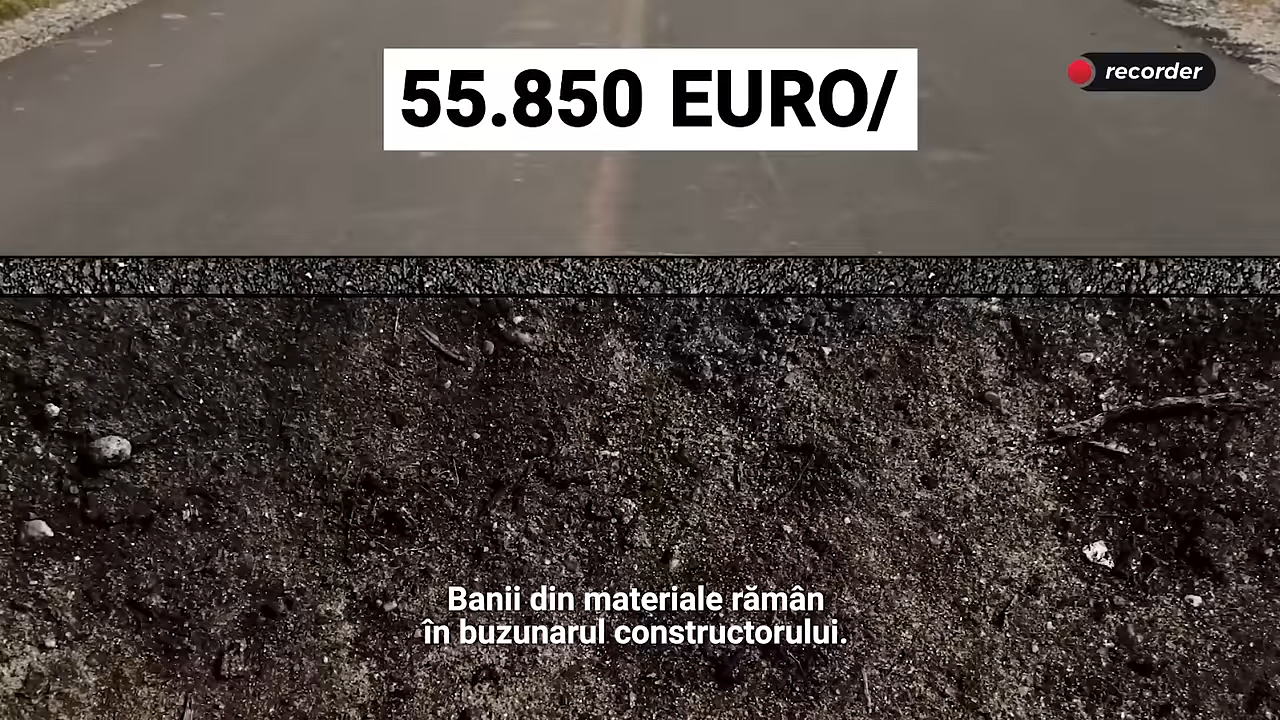 55.850 EURO/
recorder
Banii din materiale rămân
în buzunarul constructorului.